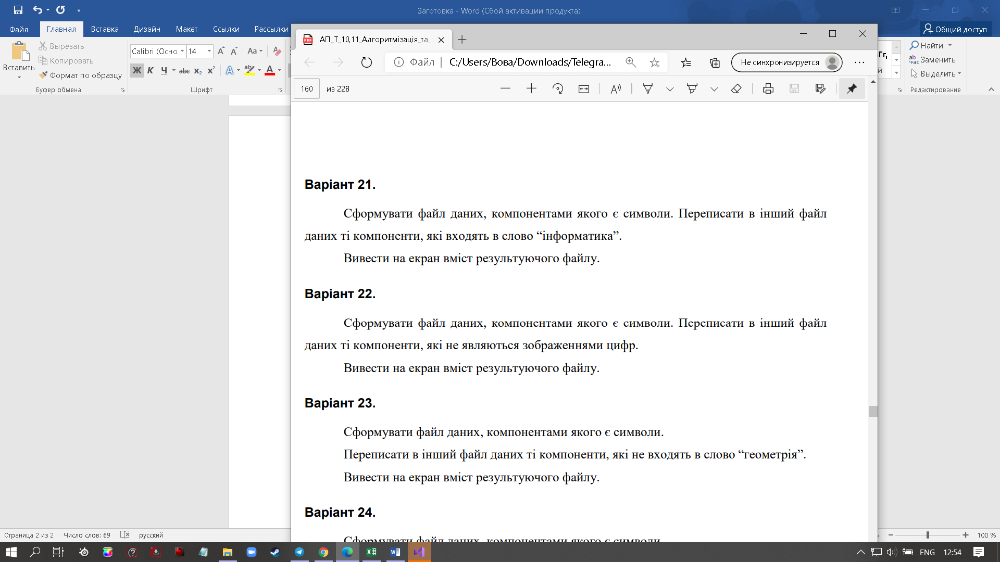 Заготовка - Word (Сбой активации продукта)
Файл Главная Вставка Дизайн Макет Ссылки Рассылки Общий доступ
Вставить
Вырезать
Копировать
Формат по образцу
Буфер обмена
Calibri (Осно 14
Aa
Ж К Ч abc x₂ x²
Шрифт
Найти
Заменить
Выделить
Редактирование
АП_Т_10,11_Алгоритмізація_та_
Файл C:/Users/Вова/Downloads/Telegra...
Не синхронизируется
160 из 228
Варіант 21.
Сформувати файл даних, компонентами якого є символи. Переписати в інший файл
даних ті компоненти, які входять в слово “інформатика”.
Вивести на екран вміст результуючого файлу.
Варіант 22.
Сформувати файл даних, компонентами якого є символи. Переписати в інший файл
даних ті компоненти, які не являються зображеннями цифр.
Вивести на екран вміст результуючого файлу.
Варіант 23.
Сформувати файл даних, компонентами якого є символи.
Переписати в інший файл даних ті компоненти, які не входять в слово “геометрія”.
Вивести на екран вміст результуючого файлу.
Варіант 24.
Сформувати файл даних, компонентами якого є символи.
Страница 2 из 2 Число слов: 69 русский 100 %
ENG 12:54